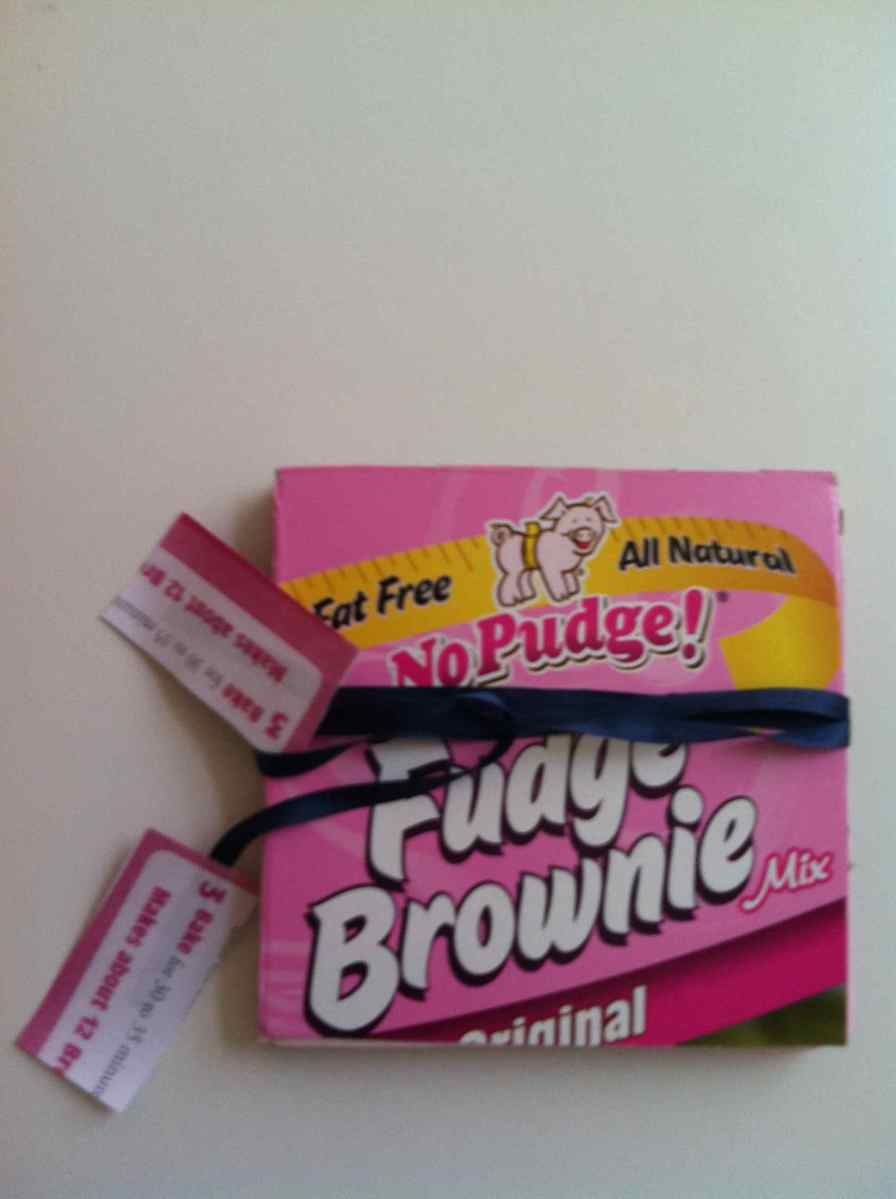 Fat Free
All Natural
No Pudge!®
Fudge
Brownie
Mix
Original
3 Bake for 30 to 35 minutes
Makes about 12 Br
3 Bake for 30 to 35 minutes
Makes about 12 Br